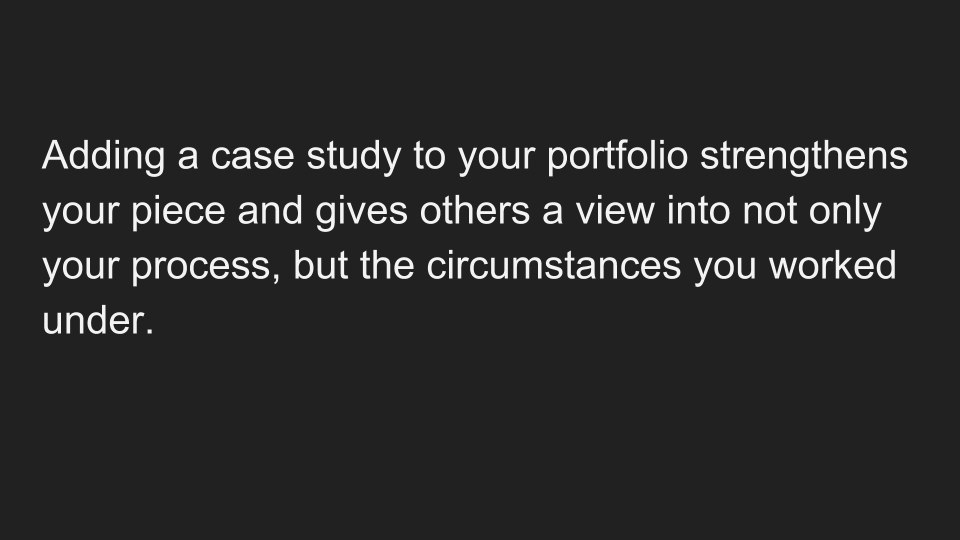 Adding a case study to your portfolio strengthens
your piece and gives others a view into not only
your process, but the circumstances you worked
under.